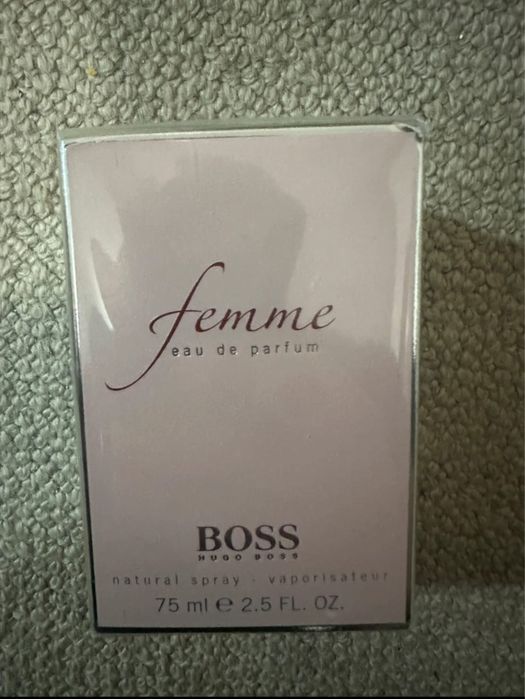 femme
eau de parfum
BOSS
HUGO BOSS
natural spray - vaporisateur
75 ml ℮ 2.5 FL. OZ.